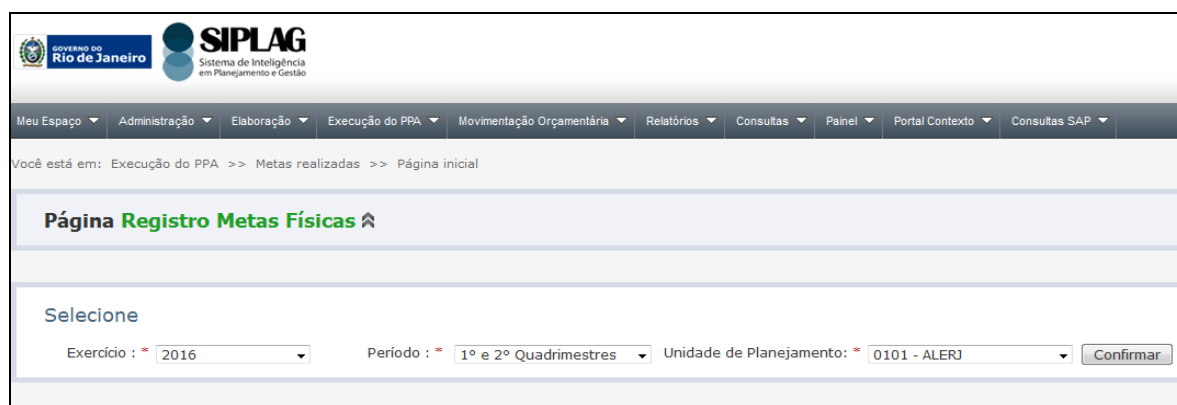 GOVERNO DO
Rio de Janeiro
SIPLAG
Sistema de Inteligência
em Planejamento e Gestão
Meu Espaço Administração Elaboração Execução do PPA Movimentação Orçamentária Relatórios Consultas Painel Portal Contexto Consultas SAP
Você está em: Execução do PPA >> Metas realizadas >> Página inicial
Página Registro Metas Físicas
Selecione
Exercício : * 2016 Período : * 1º e 2º Quadrimestres Unidade de Planejamento: * 0101 - ALERJ Confirmar